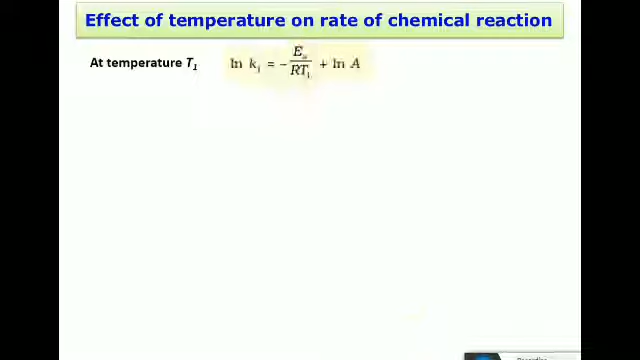 Effect of temperature on rate of chemical reaction
At temperature T₁ ln k₁ = − Eₐ/RT₁ + ln A